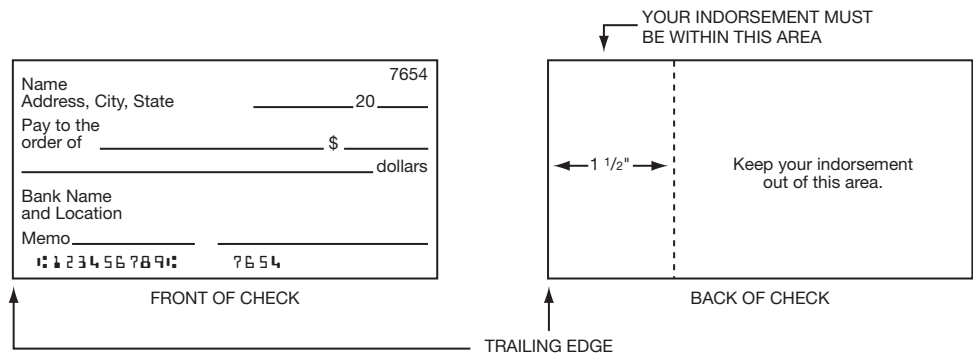 YOUR INDORSEMENT MUST
BE WITHIN THIS AREA
7654
Name
Address, City, State 20
Pay to the
order of $
dollars
Bank Name
and Location
Memo
⑆123456789⑆ 7654
FRONT OF CHECK
1 1/2"
Keep your indorsement
out of this area.
BACK OF CHECK
TRAILING EDGE